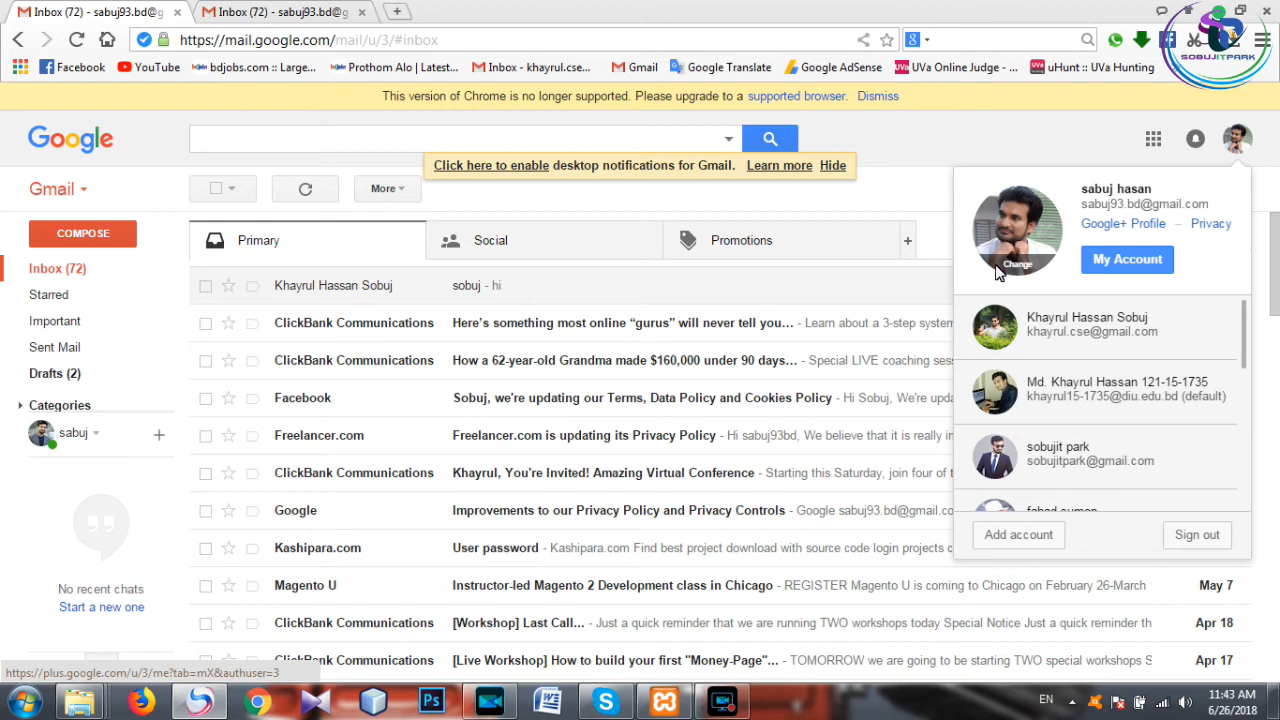 Inbox (72) - sabuj93.bd@g
Inbox (72) - sabuj93.bd@g
https://mail.google.com/mail/u/3/#inbox
Facebook
YouTube
bdjobs.com :: Large...
Prothom Alo | Latest...
Inbox - kh.cse...
Gmail
Google Translate
Google AdSense
UVa Online Judge - ...
uHunt : UVa Hunting
SOBUJITPARK
This version of Chrome is no longer supported. Please upgrade to a supported browser. Dismiss
Google
Click here to enable desktop notifications for Gmail. Learn more Hide
Gmail
More
COMPOSE
Primary
Social
Promotions
Inbox (72)
Starred
Important
Sent Mail
Drafts (2)
Categories
sabuj
No recent chats
Start a new one
Khayrul Hassan Sobuj sobuj - hi
ClickBank Communications Here's something most online “gurus” will never tell you... - Learn about a 3-step system
ClickBank Communications How a 62-year-old Grandma made $160,000 under 90 days... - Special LIVE coaching ses
Facebook Sobuj, we're updating our Terms, Data Policy and Cookies Policy - Hi Sobuj, We're upda
Freelancer.com Freelancer.com is updating its Privacy Policy - Hi sabuj93bd, We believe that it is really i
ClickBank Communications Khayrul, You're Invited! Amazing Virtual Conference - Starting this Saturday, join four of t
Google Improvements to our Privacy Policy and Privacy Controls - Google sabuj93.bd@gmail.co
Kashipara.com User password - Kashipara.com Find best project download with source code login projects c
Magento U Instructor-led Magento 2 Development class in Chicago - REGISTER Magento U is coming to Chicago on February 26-March May 7
ClickBank Communications [Workshop] Last Call... - Just a quick reminder that we are running TWO workshops today Special Notice Just a quick reminder th Apr 18
ClickBank Communications [Live Workshop] How to build your first "Money-Page"... - TOMORROW we are going to be starting TWO special workshops S Apr 17
sabuj hasan
sabuj93.bd@gmail.com
Google+ Profile – Privacy
My Account
Change
Khayrul Hassan Sobuj
khayrul.cse@gmail.com
Md. Khayrul Hassan 121-15-1735
khayrul15-1735@diu.edu.bd (default)
sobujit park
sobujitpark@gmail.com
Add account
Sign out
https://plus.google.com/u/3/me?tab=mX&authuser=3
EN
11:43 AM
6/26/2018